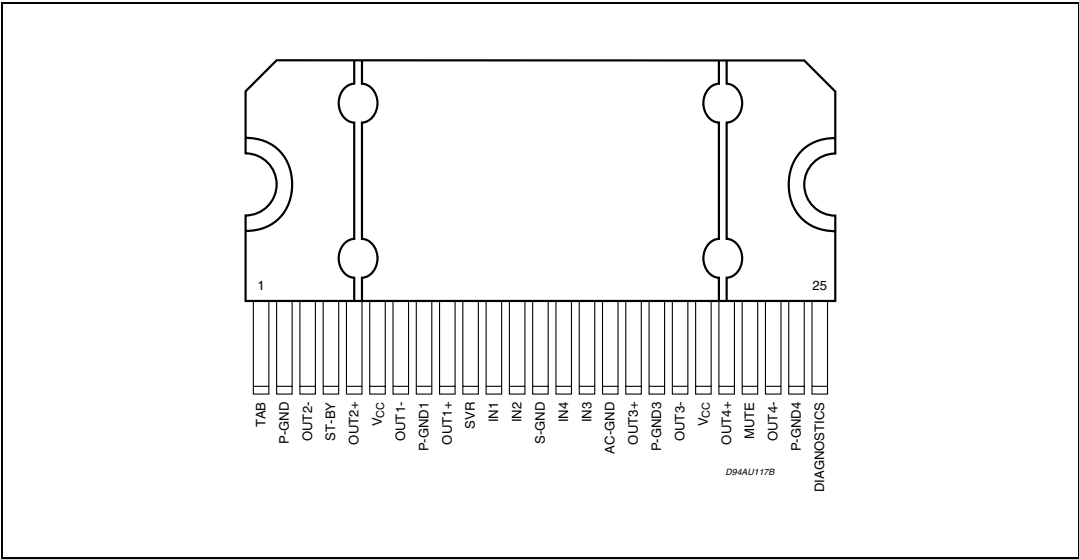 1
25
TAB
P-GND
OUT2-
ST-BY
OUT2+
VCC
OUT1-
P-GND1
OUT1+
SVR
IN1
IN2
S-GND
IN4
IN3
AC-GND
OUT3+
P-GND3
OUT3-
VCC
OUT4+
MUTE
OUT4-
P-GND4
DIAGNOSTICS
D94AU117B